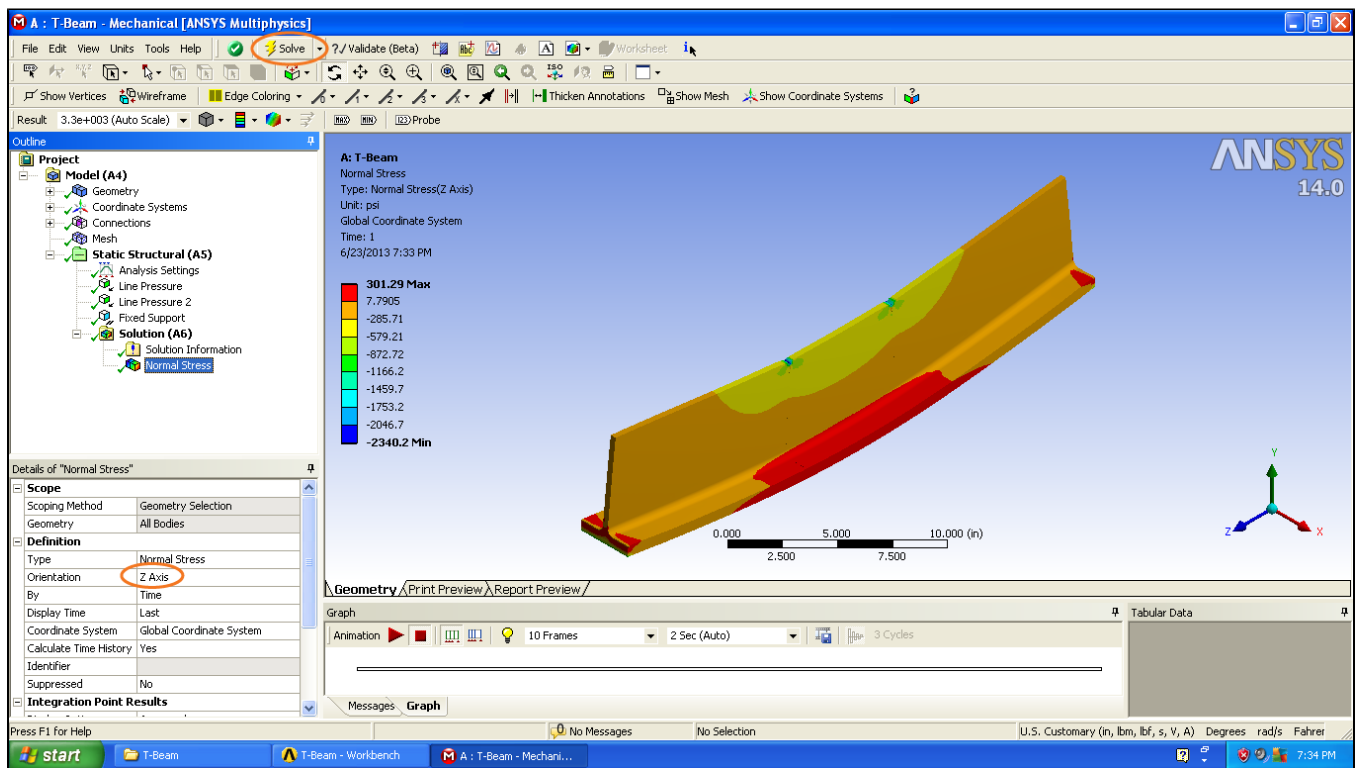 A : T-Beam - Mechanical [ANSYS Multiphysics]
File Edit View Units Tools Help Solve ?✓ Validate (Beta) Worksheet
Show Vertices Wireframe Edge Coloring Thicken Annotations Show Mesh Show Coordinate Systems
Result 3.3e+003 (Auto Scale) MAX MIN Probe
Outline
Project
Model (A4)
Geometry
Coordinate Systems
Connections
Mesh
Static Structural (A5)
Analysis Settings
Line Pressure
Line Pressure 2
Fixed Support
Solution (A6)
Solution Information
Normal Stress
A: T-Beam
Normal Stress
Type: Normal Stress(Z Axis)
Unit: psi
Global Coordinate System
Time: 1
6/23/2013 7:33 PM
301.29 Max
7.7905
-285.71
-579.21
-872.72
-1166.2
-1459.7
-1753.2
-2046.7
-2340.2 Min
ANSYS
14.0
0.000 5.000 10.000 (in)
2.500 7.500
Y
Z X
Geometry Print Preview Report Preview
Details of "Normal Stress"
Scope
Scoping Method Geometry Selection
Geometry All Bodies
Definition
Type Normal Stress
Orientation Z Axis
By Time
Display Time Last
Coordinate System Global Coordinate System
Calculate Time History Yes
Identifier
Suppressed No
Integration Point Results
Graph
Animation 10 Frames 2 Sec (Auto) 3 Cycles
Messages Graph
Tabular Data
Press F1 for Help No Messages No Selection U.S. Customary (in, lbm, lbf, s, V, A) Degrees rad/s Fahrer
start T-Beam T-Beam - Workbench A : T-Beam - Mechani... 7:34 PM